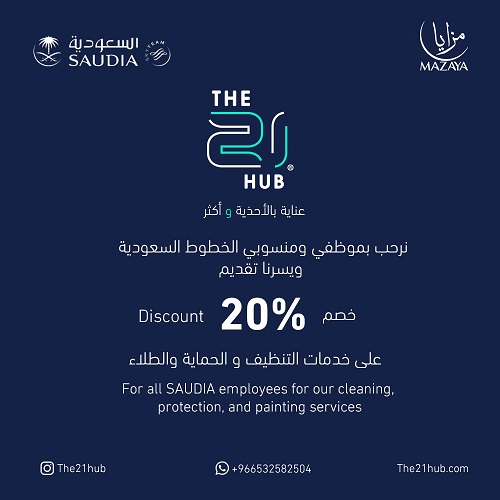 السعودية
SAUDIA
SKYTEAM
مزايا
MAZAYA
THE
21
HUB®
عناية بالأحذية و أكثر
نرحب بموظفي ومنسوبي الخطوط السعودية
ويسرنا تقديم
خصم 20% Discount
على خدمات التنظيف و الحماية والطلاء
For all SAUDIA employees for our cleaning,
protection, and painting services
The21hub
+966532582504
The21hub.com